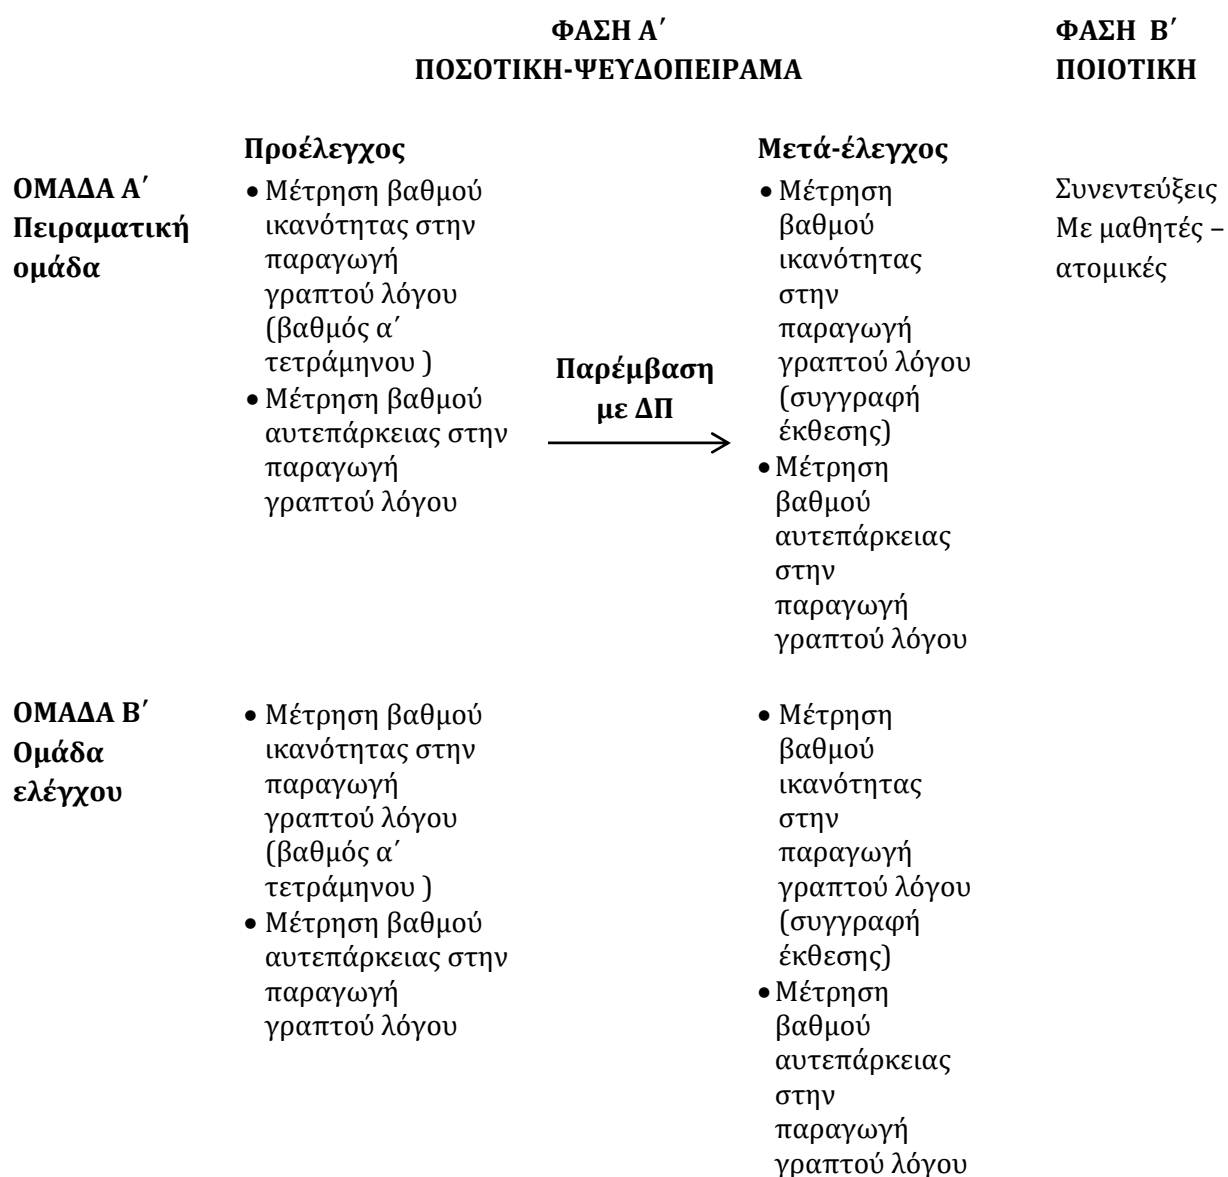 ΦΑΣΗ Α΄
ΠΟΣΟΤΙΚΗ-ΨΕΥΔΟΠΕΙΡΑΜΑ
ΦΑΣΗ Β΄
ΠΟΙΟΤΙΚΗ
Προέλεγχος
Μετά-έλεγχος
ΟΜΑΔΑ Α΄
Πειραματική
ομάδα
• Μέτρηση βαθμού
ικανότητας στην
παραγωγή
γραπτού λόγου
(βαθμός α΄
τετράμηνου )
• Μέτρηση βαθμού
αυτεπάρκειας στην
παραγωγή
γραπτού λόγου
Παρέμβαση
με ΔΠ
• Μέτρηση
βαθμού
ικανότητας
στην
παραγωγή
γραπτού λόγου
(συγγραφή
έκθεσης)
• Μέτρηση
βαθμού
αυτεπάρκειας
στην
παραγωγή
γραπτού λόγου
Συνεντεύξεις
Με μαθητές –
ατομικές
ΟΜΑΔΑ Β΄
Ομάδα
ελέγχου
• Μέτρηση βαθμού
ικανότητας στην
παραγωγή
γραπτού λόγου
(βαθμός α΄
τετράμηνου )
• Μέτρηση βαθμού
αυτεπάρκειας στην
παραγωγή
γραπτού λόγου
• Μέτρηση
βαθμού
ικανότητας
στην
παραγωγή
γραπτού λόγου
(συγγραφή
έκθεσης)
• Μέτρηση
βαθμού
αυτεπάρκειας
στην
παραγωγή
γραπτού λόγου